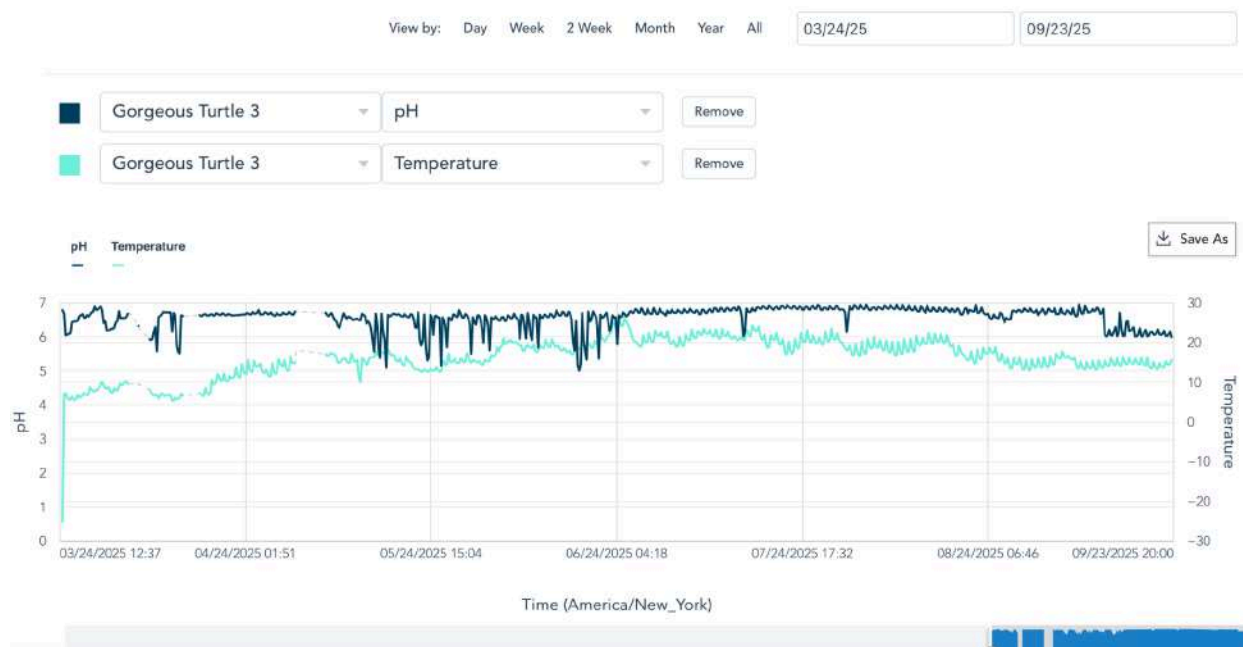 View by: Day Week 2 Week Month Year All 03/24/25 09/23/25
Gorgeous Turtle 3 pH Remove
Gorgeous Turtle 3 Temperature Remove
Save As
pH Temperature
7 30
6 20
5 10
4 0
3 −10
2 −20
1
0 −30
pH
Temperature
03/24/2025 12:37 04/24/2025 01:51 05/24/2025 15:04 06/24/2025 04:18 07/24/2025 17:32 08/24/2025 06:46 09/23/2025 20:00
Time (America/New_York)